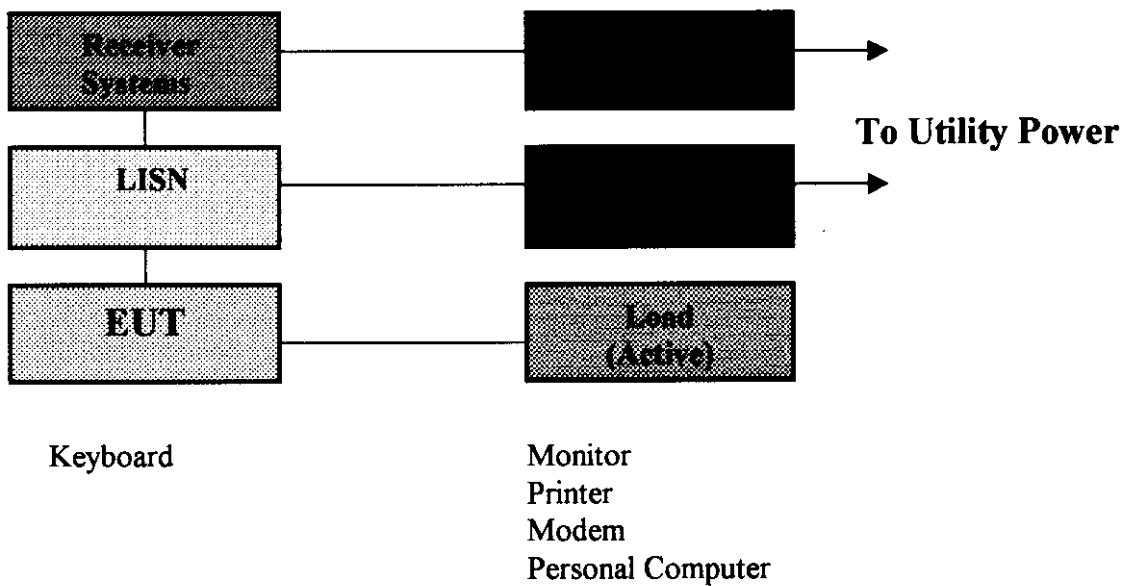 Receiver
Systems
To Utility Power
LISN
EUT
Load
(Active)
Keyboard
Monitor
Printer
Modem
Personal Computer